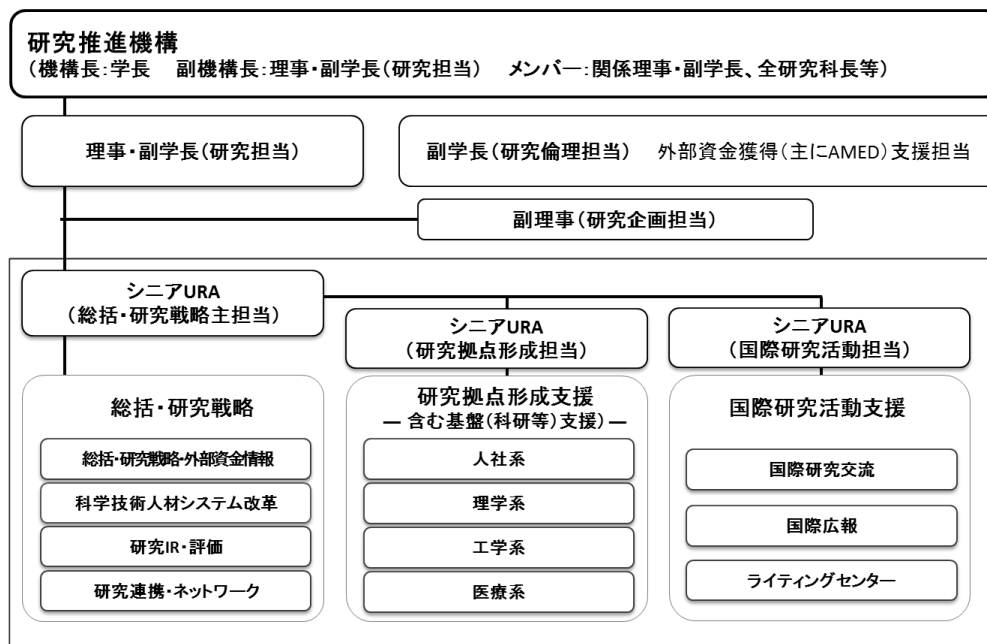 研究推進機構
(機構長:学長　副機構長:理事・副学長(研究担当)　メンバー:関係理事・副学長、全研究科長等)
理事・副学長(研究担当)
副学長(研究倫理担当)　外部資金獲得(主にAMED)支援担当
副理事(研究企画担当)
シニアURA
(総括・研究戦略主担当)
シニアURA
(研究拠点形成担当)
シニアURA
(国際研究活動担当)
総括・研究戦略
総括・研究戦略・外部資金情報
科学技術人材システム改革
研究IR・評価
研究連携・ネットワーク
研究拠点形成支援
― 含む基盤(科研等)支援)―
人社系
理学系
工学系
医療系
国際研究活動支援
国際研究交流
国際広報
ライティングセンター